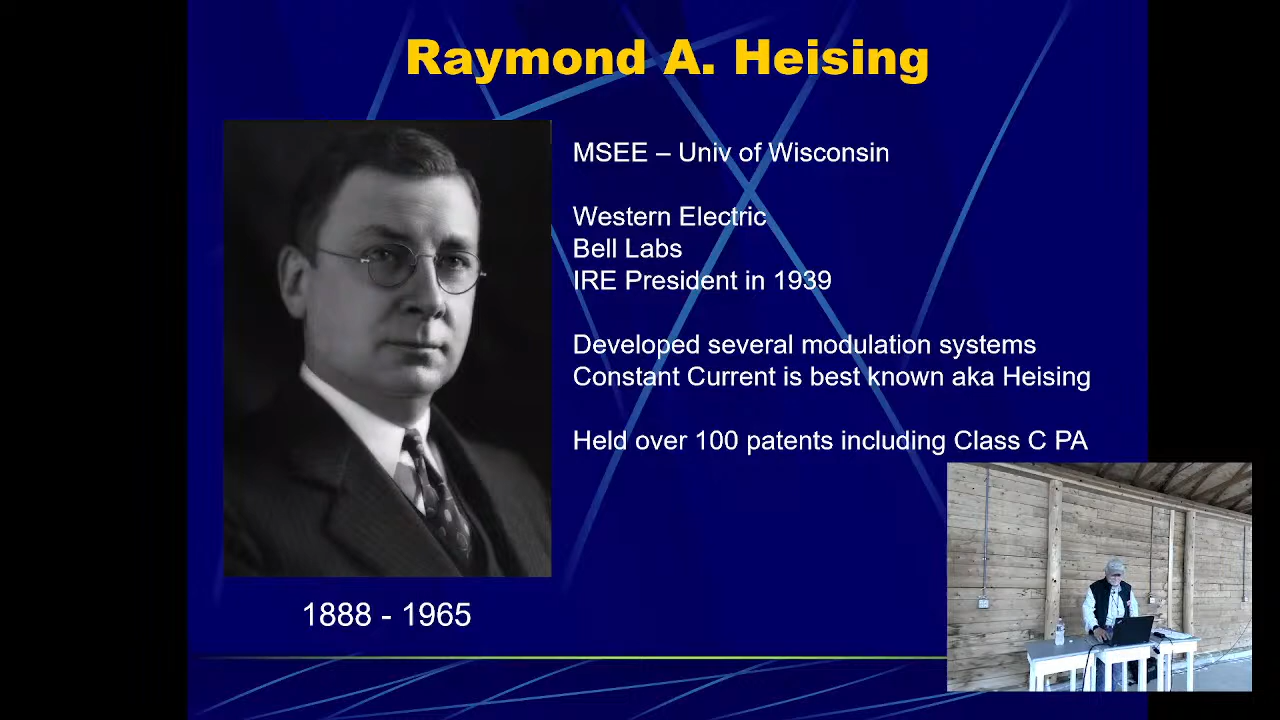 Raymond A. Heising
MSEE – Univ of Wisconsin
Western Electric
Bell Labs
IRE President in 1939
Developed several modulation systems
Constant Current is best known aka Heising
Held over 100 patents including Class C PA
1888 - 1965